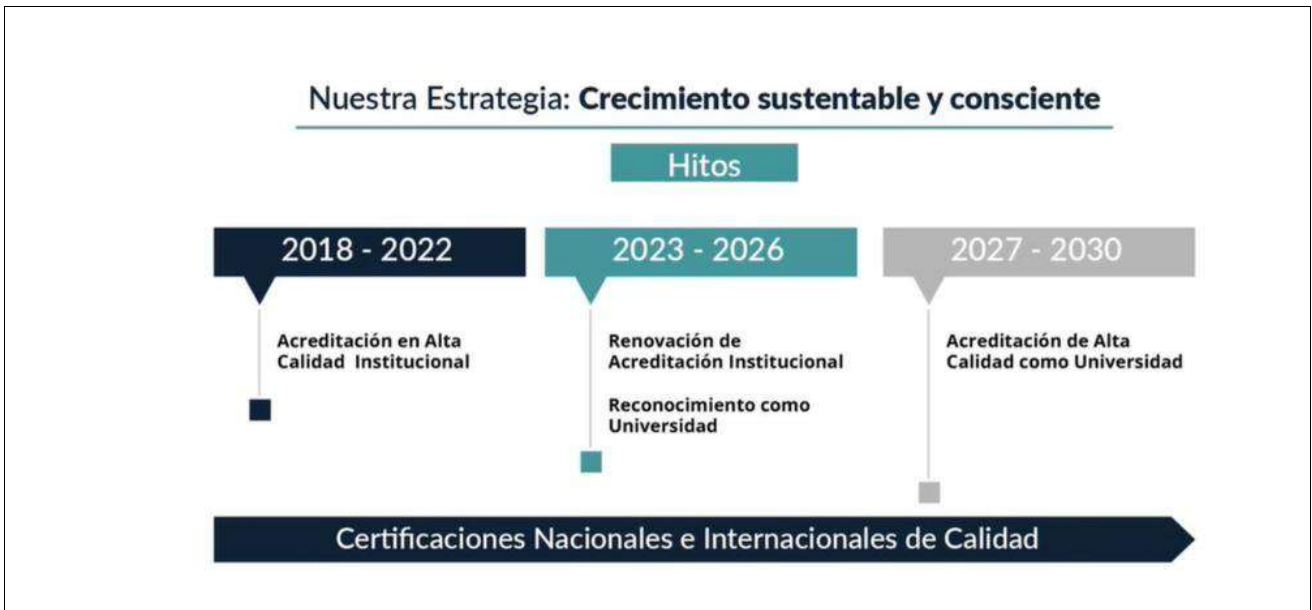 Nuestra Estrategia: Crecimiento sustentable y consciente
Hitos
2018 - 2022
Acreditación en Alta
Calidad Institucional
2023 - 2026
Renovación de
Acreditación Institucional
Reconocimiento como
Universidad
2027 - 2030
Acreditación de Alta
Calidad como Universidad
Certificaciones Nacionales e Internacionales de Calidad